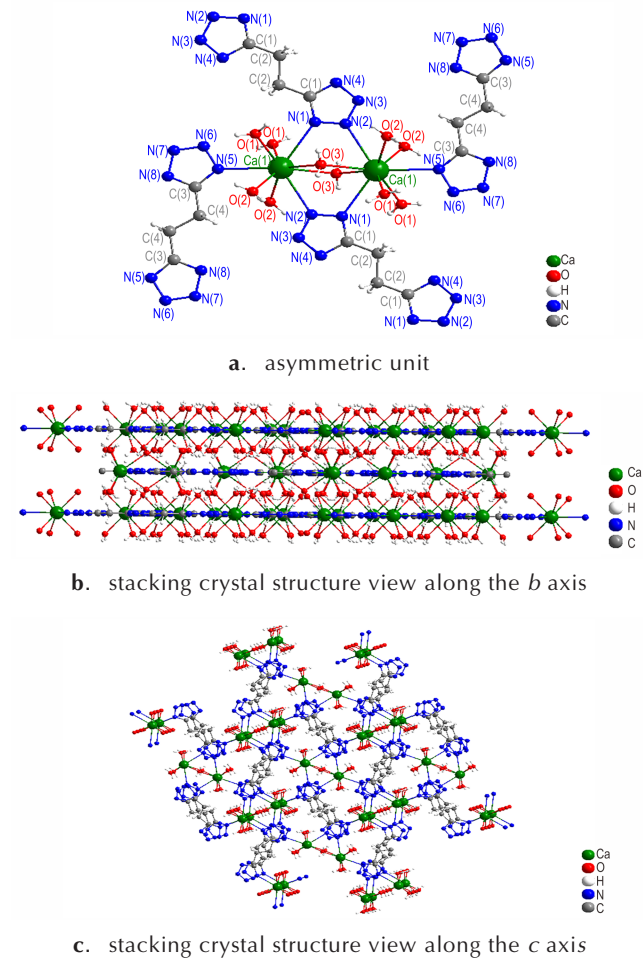 N(2) N(1)
N(3) C(1)
N(4) C(2)
C(2) C(1) N(4)
N(3)
N(1) N(2)
N(6)
N(7) N(5)
N(8) C(3)
C(4)
C(4)
C(3)
N(6) O(1) O(1) O(3) O(2) O(2)
N(7) N(5) Ca(1) N(5) N(8)
N(8) O(3) Ca(1)
C(3) O(2) O(2) O(1) O(1) N(6) N(7)
C(4) N(2) N(1)
C(4) N(3) C(1)
C(3) N(4) C(2)
N(5) N(8) C(2) N(4)
N(7) C(1) N(3)
N(6) N(1) N(2)
Ca
O
H
N
C
a. asymmetric unit
Ca
O
H
N
C
b. stacking crystal structure view along the b axis
Ca
O
H
N
C
c. stacking crystal structure view along the c axis